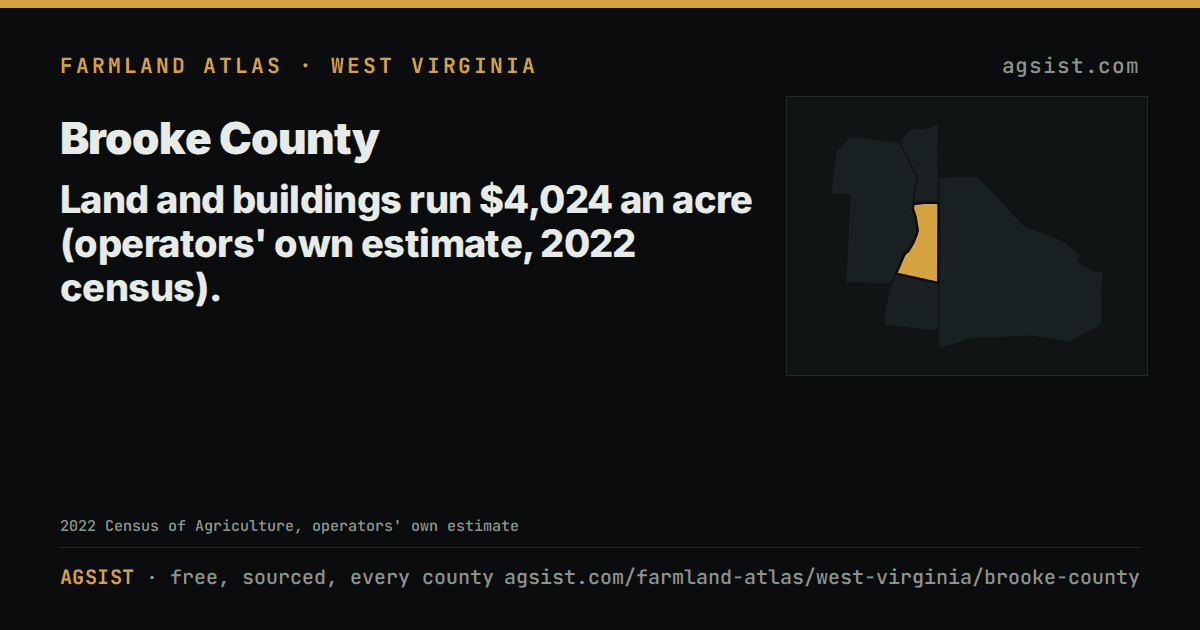 FARMLAND ATLAS · WEST VIRGINIA
agsist.com
Brooke County
Land and buildings run $4,024 an acre
(operators' own estimate, 2022
census).
2022 Census of Agriculture, operators' own estimate
AGSIST · free, sourced, every county agsist.com/farmland-atlas/west-virginia/brooke-county